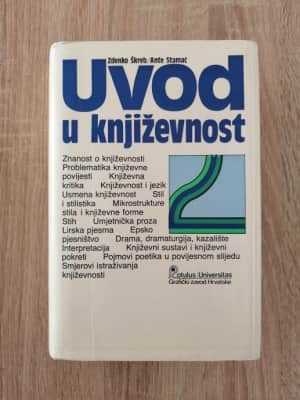 Zdenko Škreb/Ante Stamać
Uvod
u književnost
Znanost o književnosti
Problematika književne
povijesti Književna
kritika Književnost i jezik
Usmena književnost Stil
i stilistika Mikrostrukture
stila i književne forme
Stih Umjetnička proza
Lirska pjesma Epsko
pjesništvo Drama, dramaturgija, kazalište
Interpretacija Književni sustavi i književni
pokreti Pojmovi poetika u povijesnom slijedu
Smjerovi istraživanja
književnosti
Rotulus Universitas
Grafički zavod Hrvatske